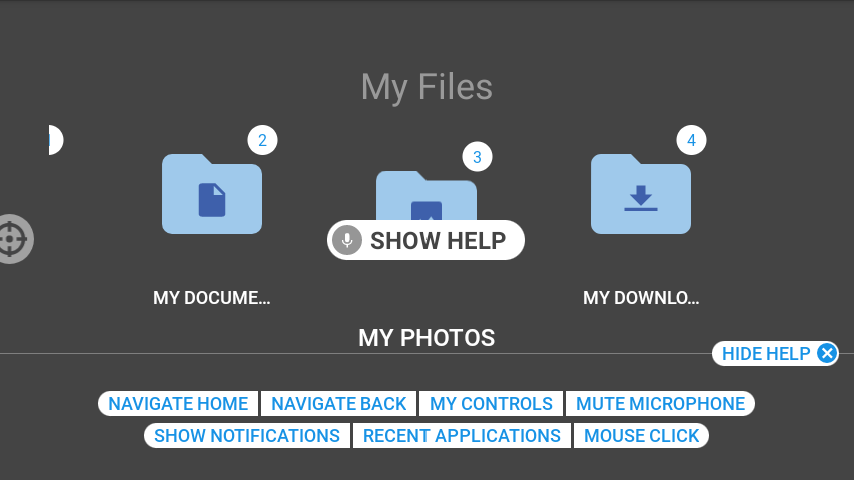 My Files
2
3
4
SHOW HELP
MY DOCUME...
MY DOWNLO...
MY PHOTOS
HIDE HELP
NAVIGATE HOME NAVIGATE BACK MY CONTROLS MUTE MICROPHONE
SHOW NOTIFICATIONS RECENT APPLICATIONS MOUSE CLICK